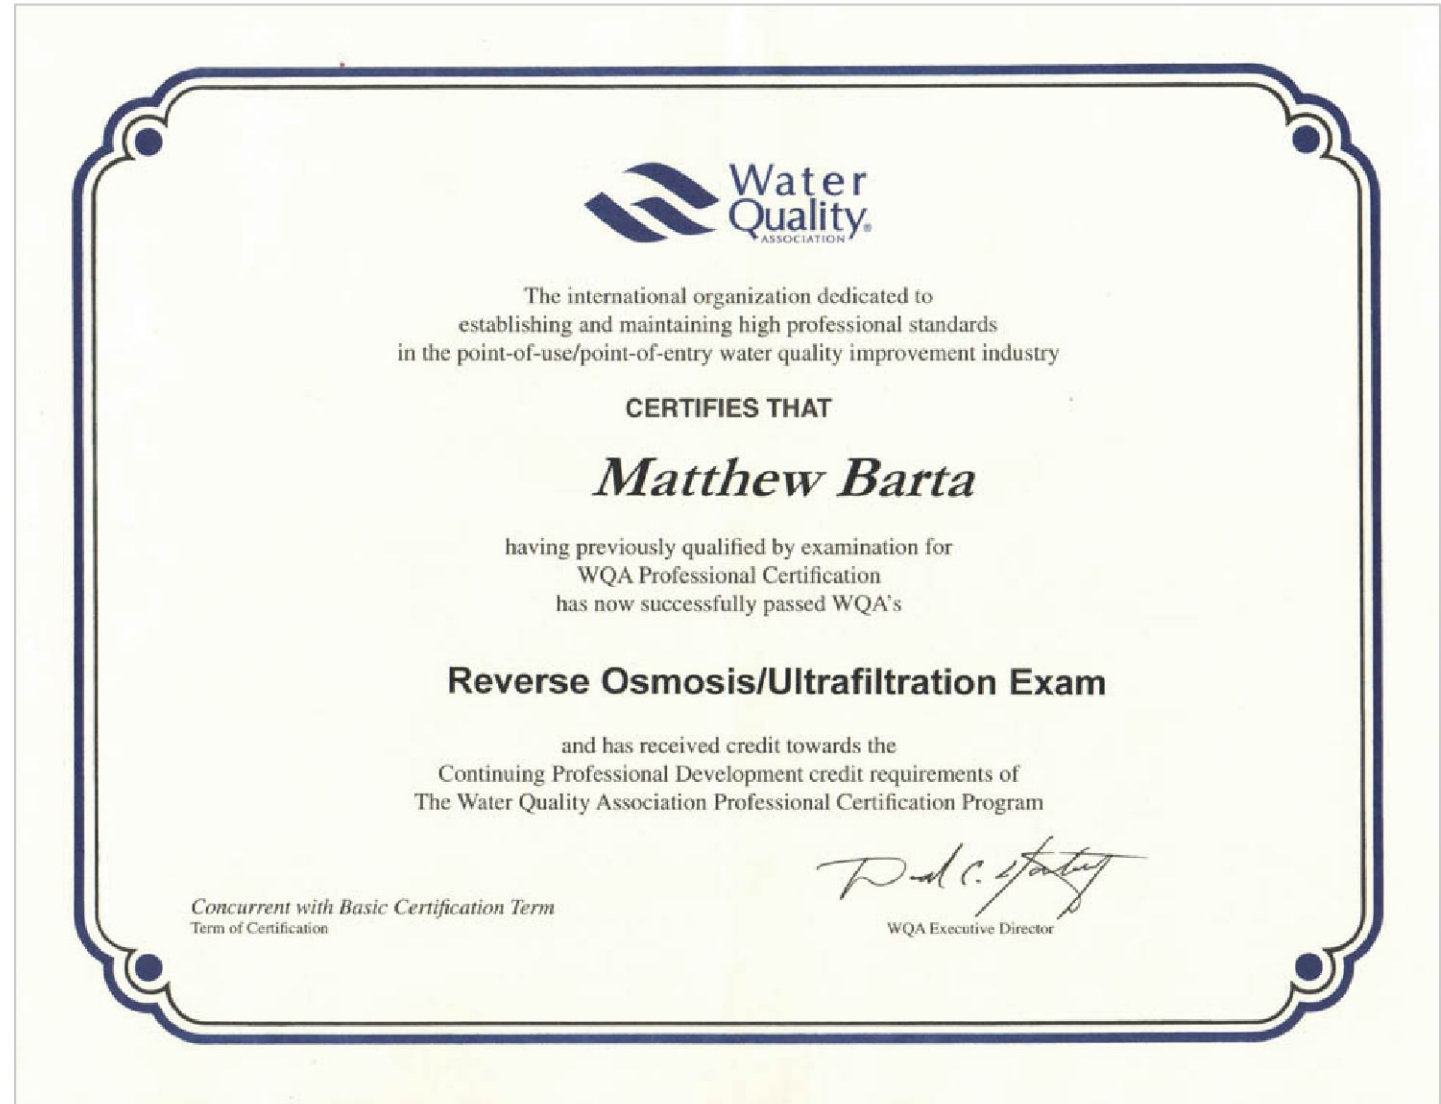 Water
Quality®
ASSOCIATION
The international organization dedicated to
establishing and maintaining high professional standards
in the point-of-use/point-of-entry water quality improvement industry
CERTIFIES THAT
Matthew Barta
having previously qualified by examination for
WQA Professional Certification
has now successfully passed WQA's
Reverse Osmosis/Ultrafiltration Exam
and has received credit towards the
Continuing Professional Development credit requirements of
The Water Quality Association Professional Certification Program
Concurrent with Basic Certification Term
Term of Certification
WQA Executive Director